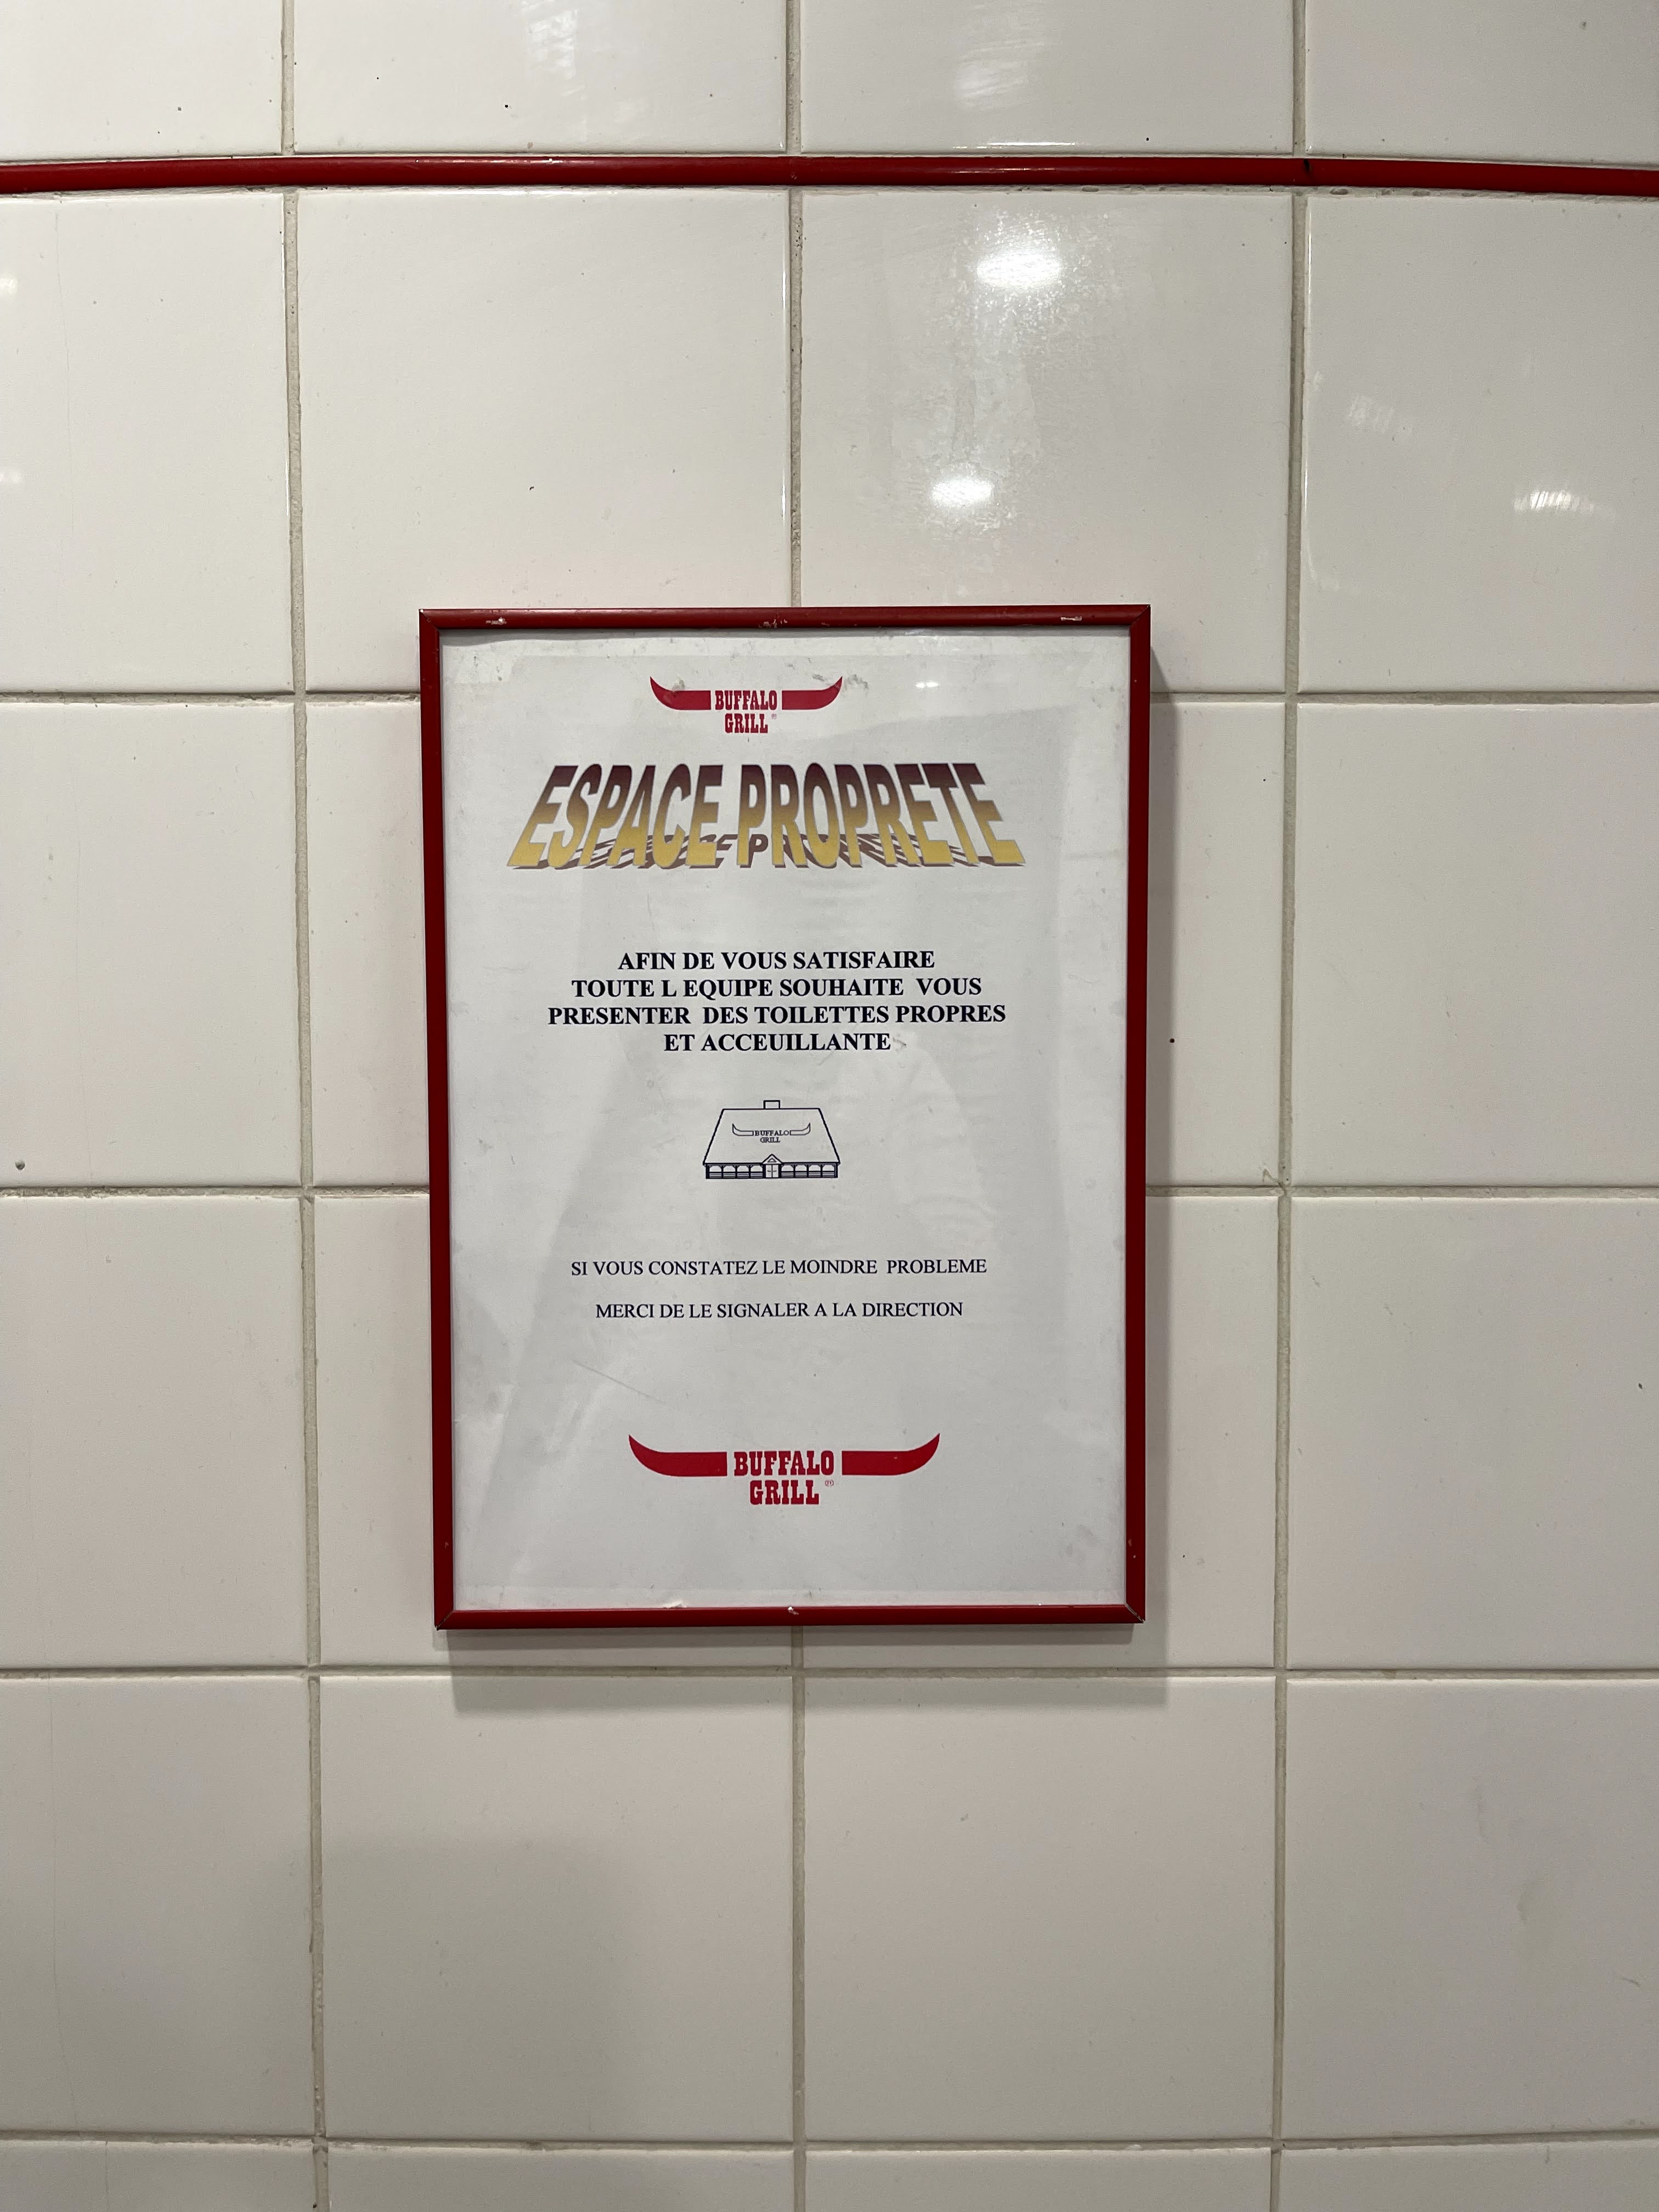 BUFFALO
GRILL®
ESPACE PROPRETE
AFIN DE VOUS SATISFAIRE
TOUTE L EQUIPE SOUHAITE VOUS
PRESENTER DES TOILETTES PROPRES
ET ACCEUILLANTE
BUFFALO
GRILL
SI VOUS CONSTATEZ LE MOINDRE PROBLEME
MERCI DE LE SIGNALER A LA DIRECTION
BUFFALO
GRILL®